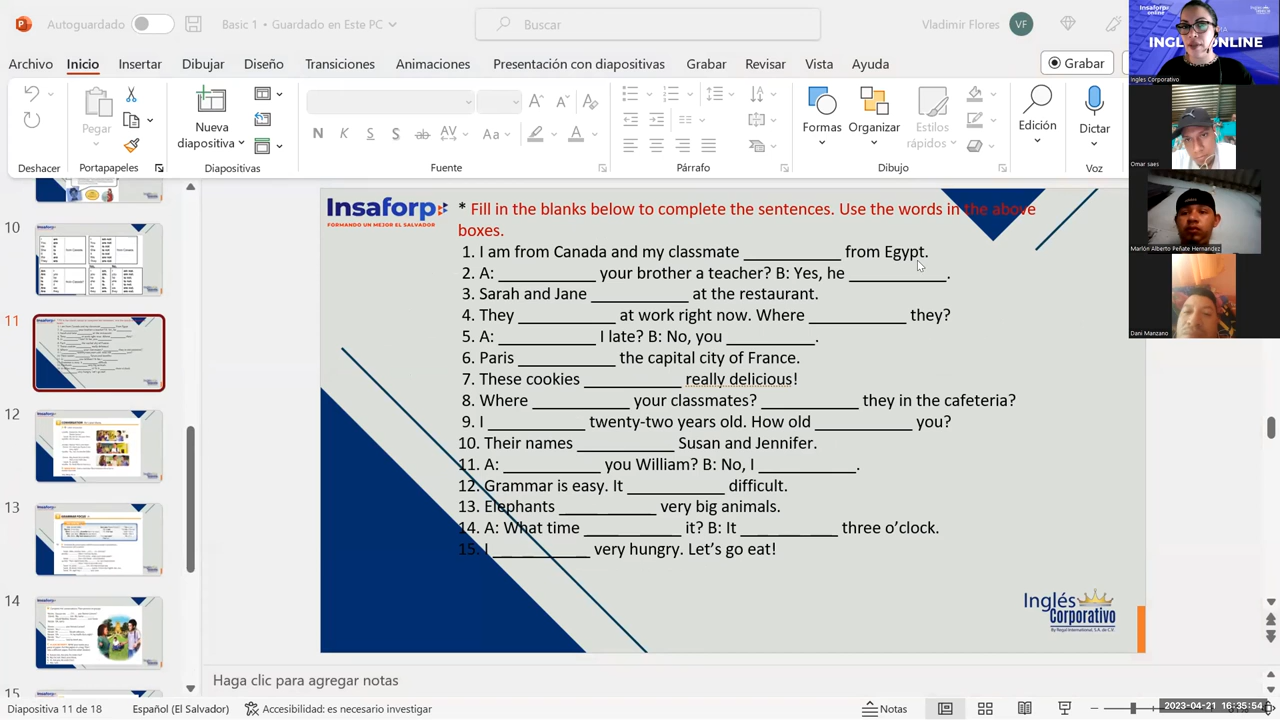 Autoguardado
Basic 1 • Guardado en Este PC
Buscar
Vladimir Flores
VF
Archivo Inicio Insertar Dibujar Diseño Transiciones Animaciones Presentación con diapositivas Grabar Revisar Vista Ayuda
Grabar
Pegar
Nueva
diapositiva
Formas
Organizar
Estilos
rápidos
Edición
Dictar
Deshacer
Portapapeles
Diapositivas
Fuente
Párrafo
Dibujo
Voz
Insaforp
online
INGL ONLINE
Ingles Corporativo
Omar saes
Marlón Alberto Peñate Hernandez
Dani Manzano
10
11
12
13
14
15
Insaforp
FORMANDO UN MEJOR EL SALVADOR
* Fill in the blanks below to complete the sentences. Use the words in the above
boxes.
1. I am from Canada and my classmate ___________ from Egypt.
2. A: ___________ your brother a teacher? B: Yes, he ___________.
3. Sarah and Jane ___________ at the restaurant.
4. They ___________ at work right now. Where ___________ they?
5. A: ___________ I late? B: No, you __________.
6. Paris ___________ the capital city of France.
7. These cookies ___________ really delicious!
8. Where ___________ your classmates? ___________ they in the cafeteria?
9. I ___________ twenty-two years old. How old ___________ you?
10. Their names ___________ Susan and Jennifer.
11. A: ___________ you William? B: No, I ___________.
12. Grammar is easy. It ___________ difficult.
13. Elephants ___________ very big animals.
14. A: What time ___________ it? B: It ___________ three o’clock.
15. I ___________ very hungry. Let’s go eat!
Inglés
Corporativo
By Regal International, S.A. de C.V.
Haga clic para agregar notas
Diapositiva 11 de 18
Español (El Salvador)
Accesibilidad: es necesario investigar
Notas
2023-04-21 16:35:54